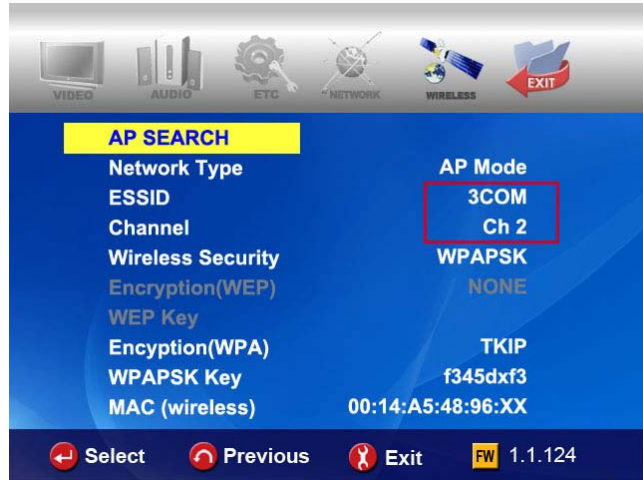 VIDEO AUDIO ETC NETWORK WIRELESS EXIT
AP SEARCH
Network Type AP Mode
ESSID 3COM
Channel Ch 2
Wireless Security WPAPSK
Encryption(WEP) NONE
WEP Key
Encyption(WPA) TKIP
WPAPSK Key f345dxf3
MAC (wireless) 00:14:A5:48:96:XX
Select Previous Exit FW 1.1.124